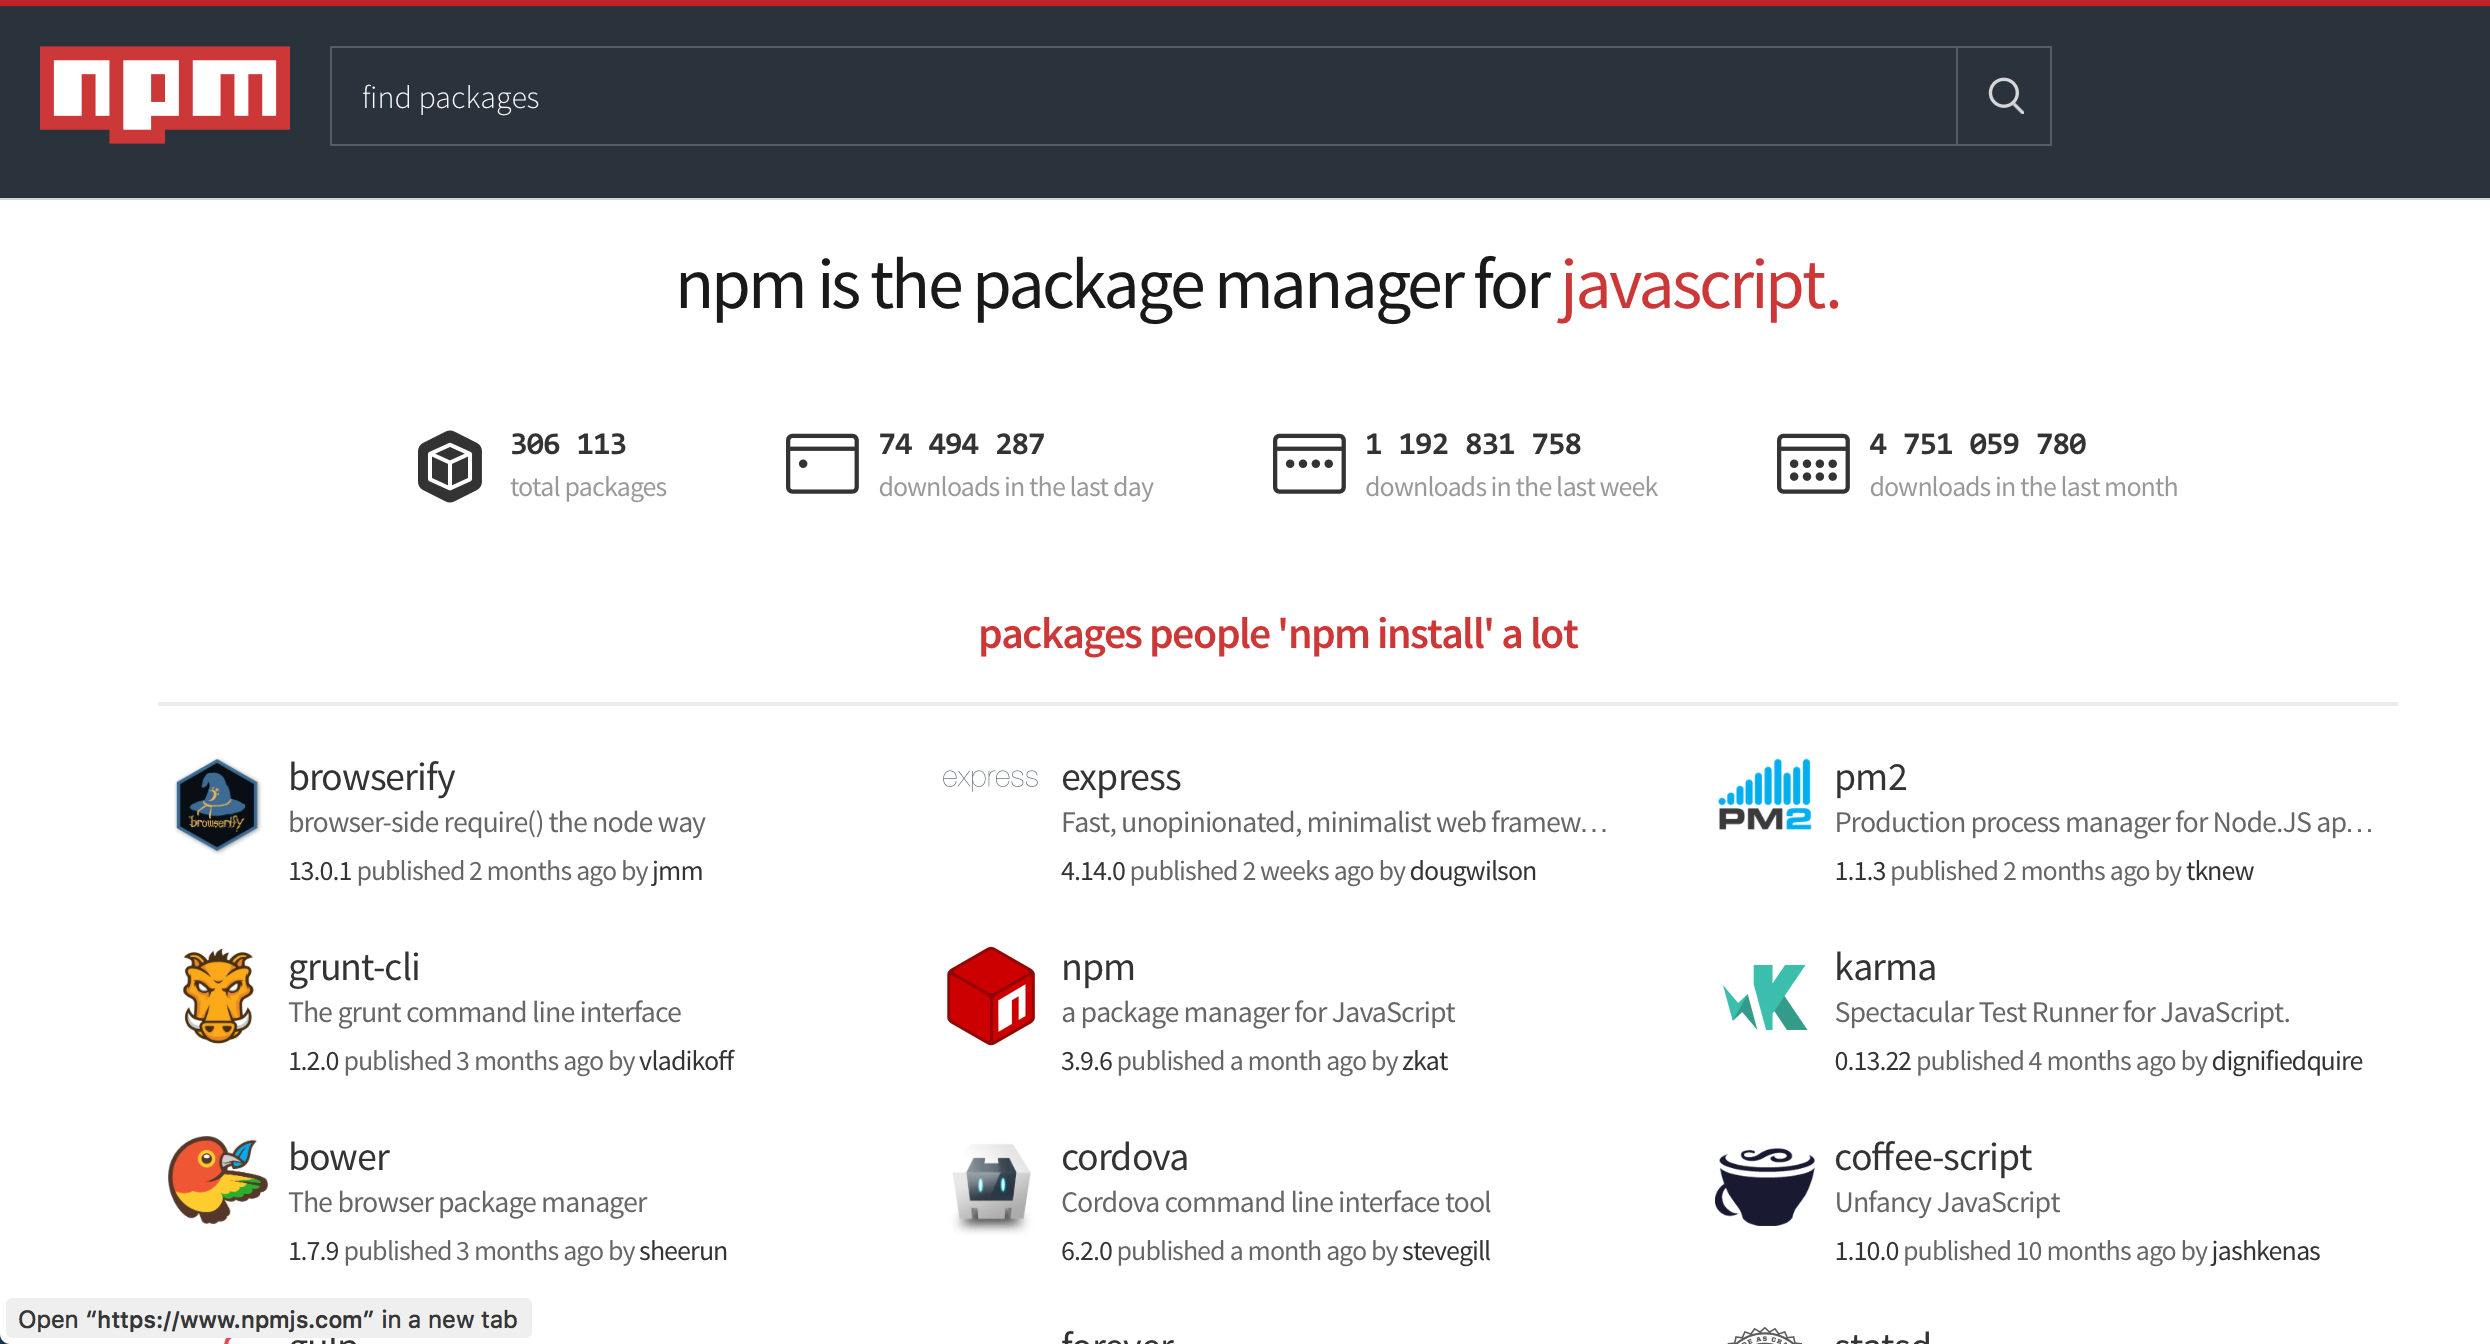 npm
find packages
npm is the package manager for javascript.
306 113
total packages
74 494 287
downloads in the last day
1 192 831 758
downloads in the last week
4 751 059 780
downloads in the last month
packages people 'npm install' a lot
browserify
browserify
browser-side require() the node way
13.0.1 published 2 months ago by jmm
express
express
Fast, unopinionated, minimalist web framew…
4.14.0 published 2 weeks ago by dougwilson
PM2
pm2
Production process manager for Node.JS ap…
1.1.3 published 2 months ago by tknew
grunt-cli
The grunt command line interface
1.2.0 published 3 months ago by vladikoff
n
npm
a package manager for JavaScript
3.9.6 published a month ago by zkat
K
karma
Spectacular Test Runner for JavaScript.
0.13.22 published 4 months ago by dignifiedquire
bower
The browser package manager
1.7.9 published 3 months ago by sheerun
cordova
Cordova command line interface tool
6.2.0 published a month ago by stevegill
coffee-script
Unfancy JavaScript
1.10.0 published 10 months ago by jashkenas
Open “https://www.npmjs.com” in a new tab
gulp
forever
statsd